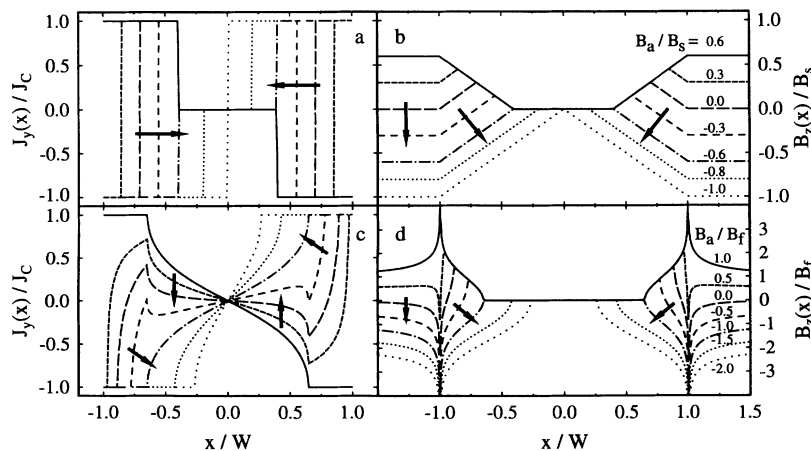 1.0
0.5
0.0
-0.5
-1.0
J_y(x) / J_C
a
b
B_a / B_s = 0.6
0.3
0.0
-0.3
-0.6
-0.8
-1.0
1.0
0.5
0.0
-0.5
-1.0
B_z(x) / B_s
1.0
0.5
0.0
-0.5
-1.0
J_y(x) / J_C
c
d
B_a / B_f
1.0
0.5
0.0
-0.5
-1.0
-1.5
-2.0
3
2
1
0
-1
-2
-3
B_z(x) / B_f
-1.0 -0.5 0.0 0.5 1.0
-1.0 -0.5 0.0 0.5 1.0 1.5
x / W
x / W